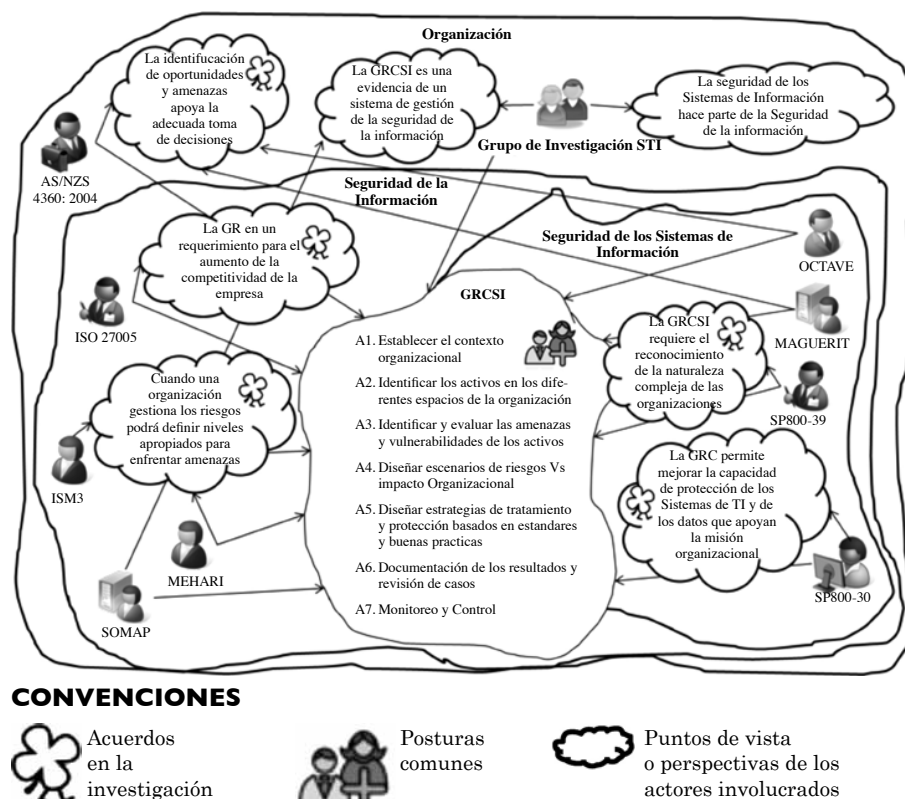 Organización
La identifucación
de oportunidades
y amenazas
apoya la
adecuada toma
de decisiones
La GRCSI es una
evidencia de un
sistema de gestión
de la seguridad de
la información
La seguridad de los
Sistemas de Información
hace parte de la Seguridad
de la información
Grupo de Investigación STI
AS/NZS
4360: 2004
Seguridad de la
Información
La GR en un
requerimiento para el
aumento de la
competitividad de la
empresa
Seguridad de los Sistemas de
Información
OCTAVE
ISO 27005
GRCSI
MAGUERIT
La GRCSI
requiere el
reconocimiento
de la naturaleza
compleja de las
organizaciones
SP800-39
Cuando una
organización
gestiona los riesgos
podrá definir niveles
apropiados para
enfrentar amenazas
ISM3
A1. Establecer el contexto
organizacional
A2. Identificar los activos en los dife-
rentes espacios de la organización
A3. Identificar y evaluar las amenazas
y vulnerabilidades de los activos
A4. Diseñar escenarios de riesgos Vs
impacto Organizacional
A5. Diseñar estrategias de tratamiento
y protección basados en estandares
y buenas practicas
A6. Documentación de los resultados y
revisión de casos
A7. Monitoreo y Control
La GRC permite
mejorar la capacidad
de protección de los
Sistemas de TI y de
los datos que apoyan
la misión
organizacional
MEHARI
SP800-30
SOMAP
CONVENCIONES
Acuerdos
en la
investigación
Posturas
comunes
Puntos de vista
o perspectivas de los
actores involucrados